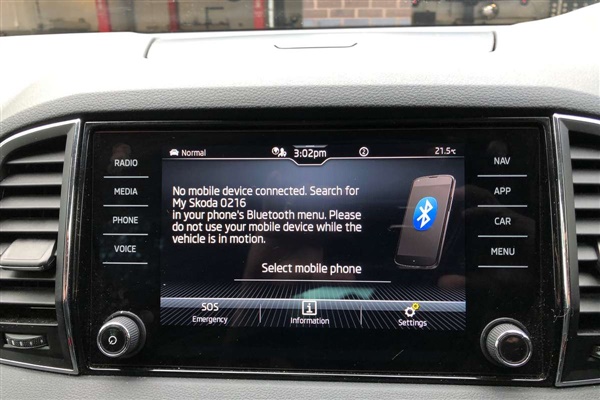 Normal
3:02pm
21.5°C
RADIO
MEDIA
PHONE
VOICE
No mobile device connected. Search for
My Skoda 0216
in your phone's Bluetooth menu. Please
do not use your mobile device while the
vehicle is in motion.
Select mobile phone
SOS
Emergency
Information
Settings
NAV
APP
CAR
MENU